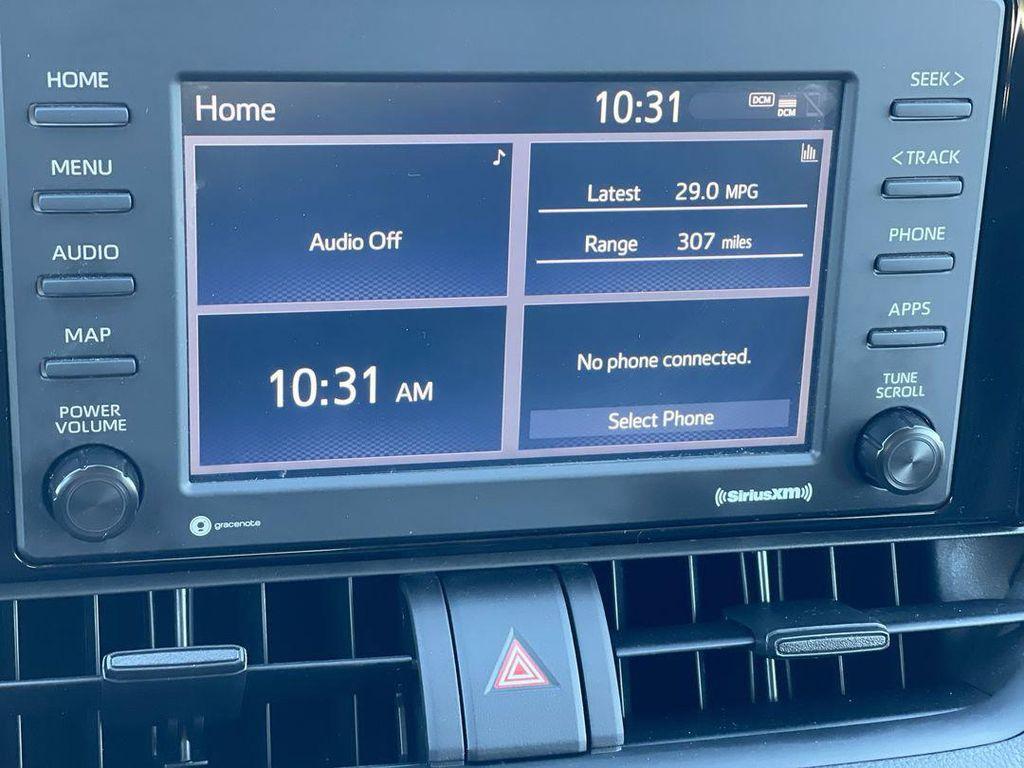 HOME
MENU
AUDIO
MAP
POWER
VOLUME
Home 10:31 DCM DCM
Audio Off
Latest 29.0 MPG
Range 307 miles
10:31 AM
No phone connected.
Select Phone
SEEK >
< TRACK
PHONE
APPS
TUNE
SCROLL
gracenote
SiriusXM